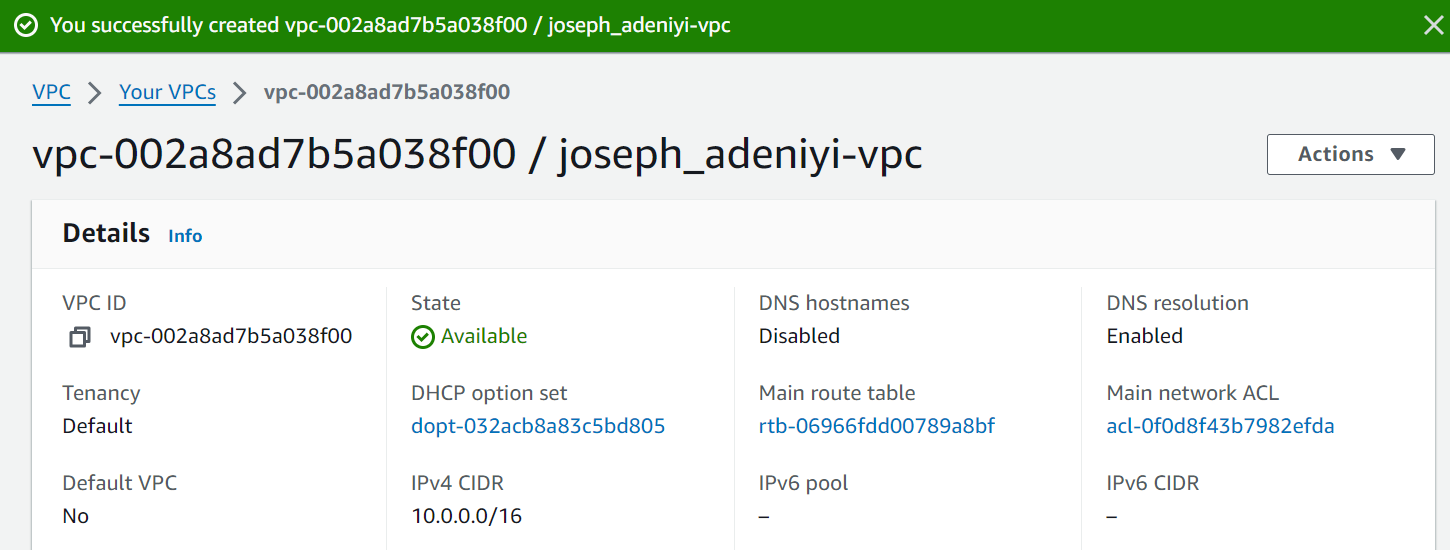 You successfully created vpc-002a8ad7b5a038f00 / joseph_adeniyi-vpc
VPC > Your VPCs > vpc-002a8ad7b5a038f00
vpc-002a8ad7b5a038f00 / joseph_adeniyi-vpc
Actions
Details Info
VPC ID
vpc-002a8ad7b5a038f00
State
Available
DNS hostnames
Disabled
DNS resolution
Enabled
Tenancy
Default
DHCP option set
dopt-032acb8a83c5bd805
Main route table
rtb-06966fdd00789a8bf
Main network ACL
acl-0f0d8f43b7982efda
Default VPC
No
IPv4 CIDR
10.0.0.0/16
IPv6 pool
–
IPv6 CIDR
–